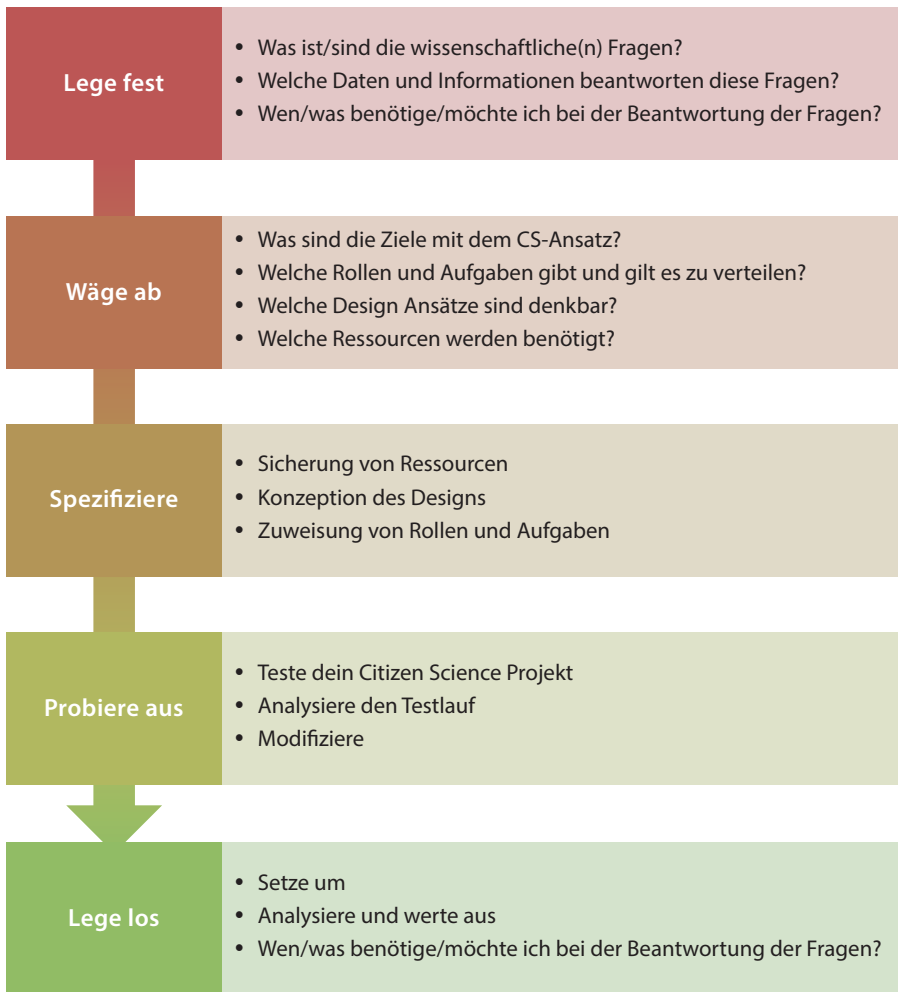 Lege fest
• Was ist/sind die wissenschaftliche(n) Fragen?
• Welche Daten und Informationen beantworten diese Fragen?
• Wen/was benötige/möchte ich bei der Beantwortung der Fragen?
Wäge ab
• Was sind die Ziele mit dem CS-Ansatz?
• Welche Rollen und Aufgaben gibt und gilt es zu verteilen?
• Welche Design Ansätze sind denkbar?
• Welche Ressourcen werden benötigt?
Spezifiziere
• Sicherung von Ressourcen
• Konzeption des Designs
• Zuweisung von Rollen und Aufgaben
Probiere aus
• Teste dein Citizen Science Projekt
• Analysiere den Testlauf
• Modifiziere
Lege los
• Setze um
• Analysiere und werte aus
• Wen/was benötige/möchte ich bei der Beantwortung der Fragen?